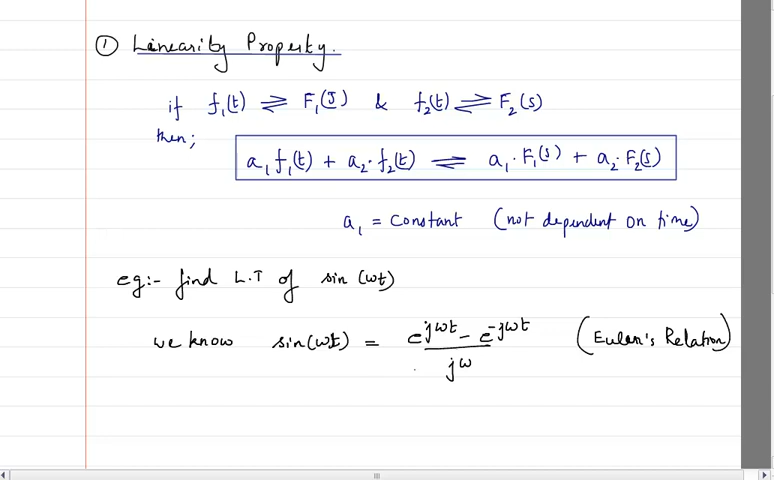 ① Linearity Property.
if f₁(t) ⇌ F₁(s) & f₂(t) ⇌ F₂(s)
then;
a₁ f₁(t) + a₂. f₂(t) ⇌ a₁. F₁(s) + a₂. F₂(s)
a₁ = Constant (not dependent on time)
eg:- find L.T of sin (ωt)
we know sin(ωt) = (e^{jωt} - e^{-jωt})/jω (Euler's Relation)